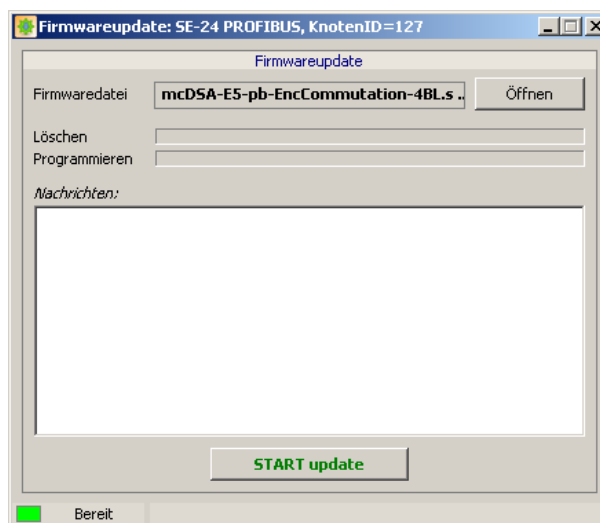 Firmwareupdate: SE-24 PROFIBUS, KnotenID=127
Firmwareupdate
Firmwaredatei mcDSA-E5-pb-EncCommutation-4BL.s .. Öffnen
Löschen
Programmieren
Nachrichten:
START update
Bereit